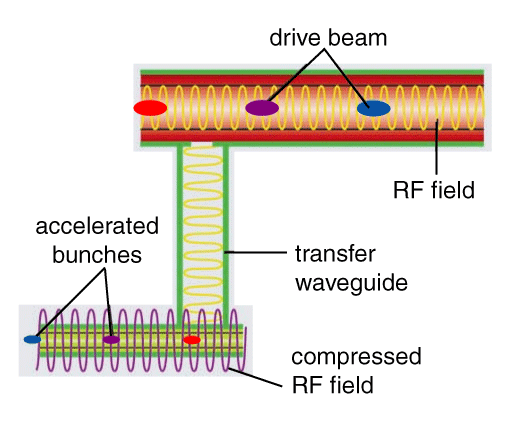 drive beam
RF field
accelerated
bunches
transfer
waveguide
compressed
RF field